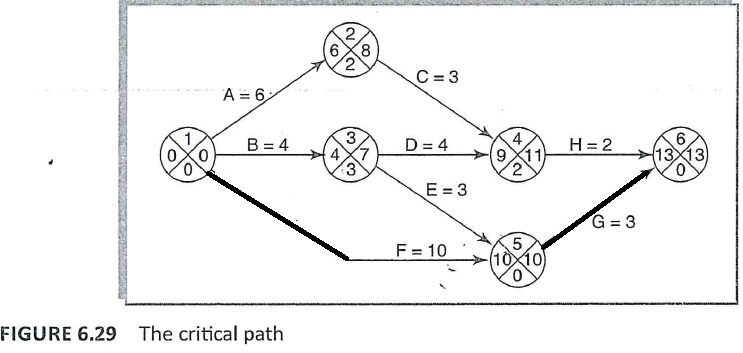 2
6 8
2
A = 6
C = 3
1
0 0
0
B = 4
3
4 7
3
D = 4
4
9 11
2
H = 2
6
13 13
0
E = 3
G = 3
F = 10
5
10 10
0
FIGURE 6.29 The critical path